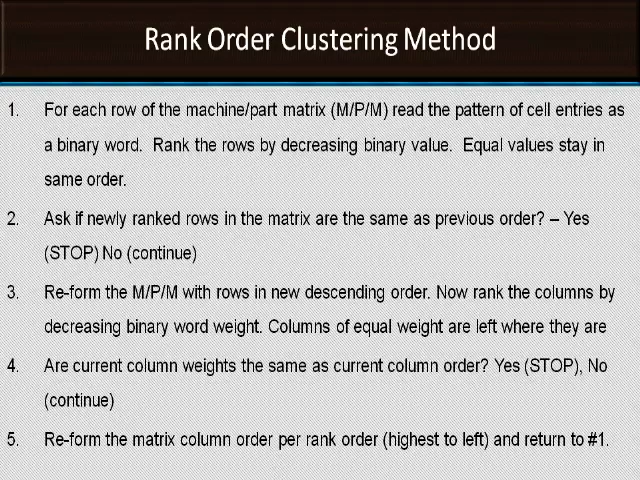 Rank Order Clustering Method
1. For each row of the machine/part matrix (M/P/M) read the pattern of cell entries as
a binary word. Rank the rows by decreasing binary value. Equal values stay in
same order.
2. Ask if newly ranked rows in the matrix are the same as previous order? – Yes
(STOP) No (continue)
3. Re-form the M/P/M with rows in new descending order. Now rank the columns by
decreasing binary word weight. Columns of equal weight are left where they are
4. Are current column weights the same as current column order? Yes (STOP), No
(continue)
5. Re-form the matrix column order per rank order (highest to left) and return to #1.